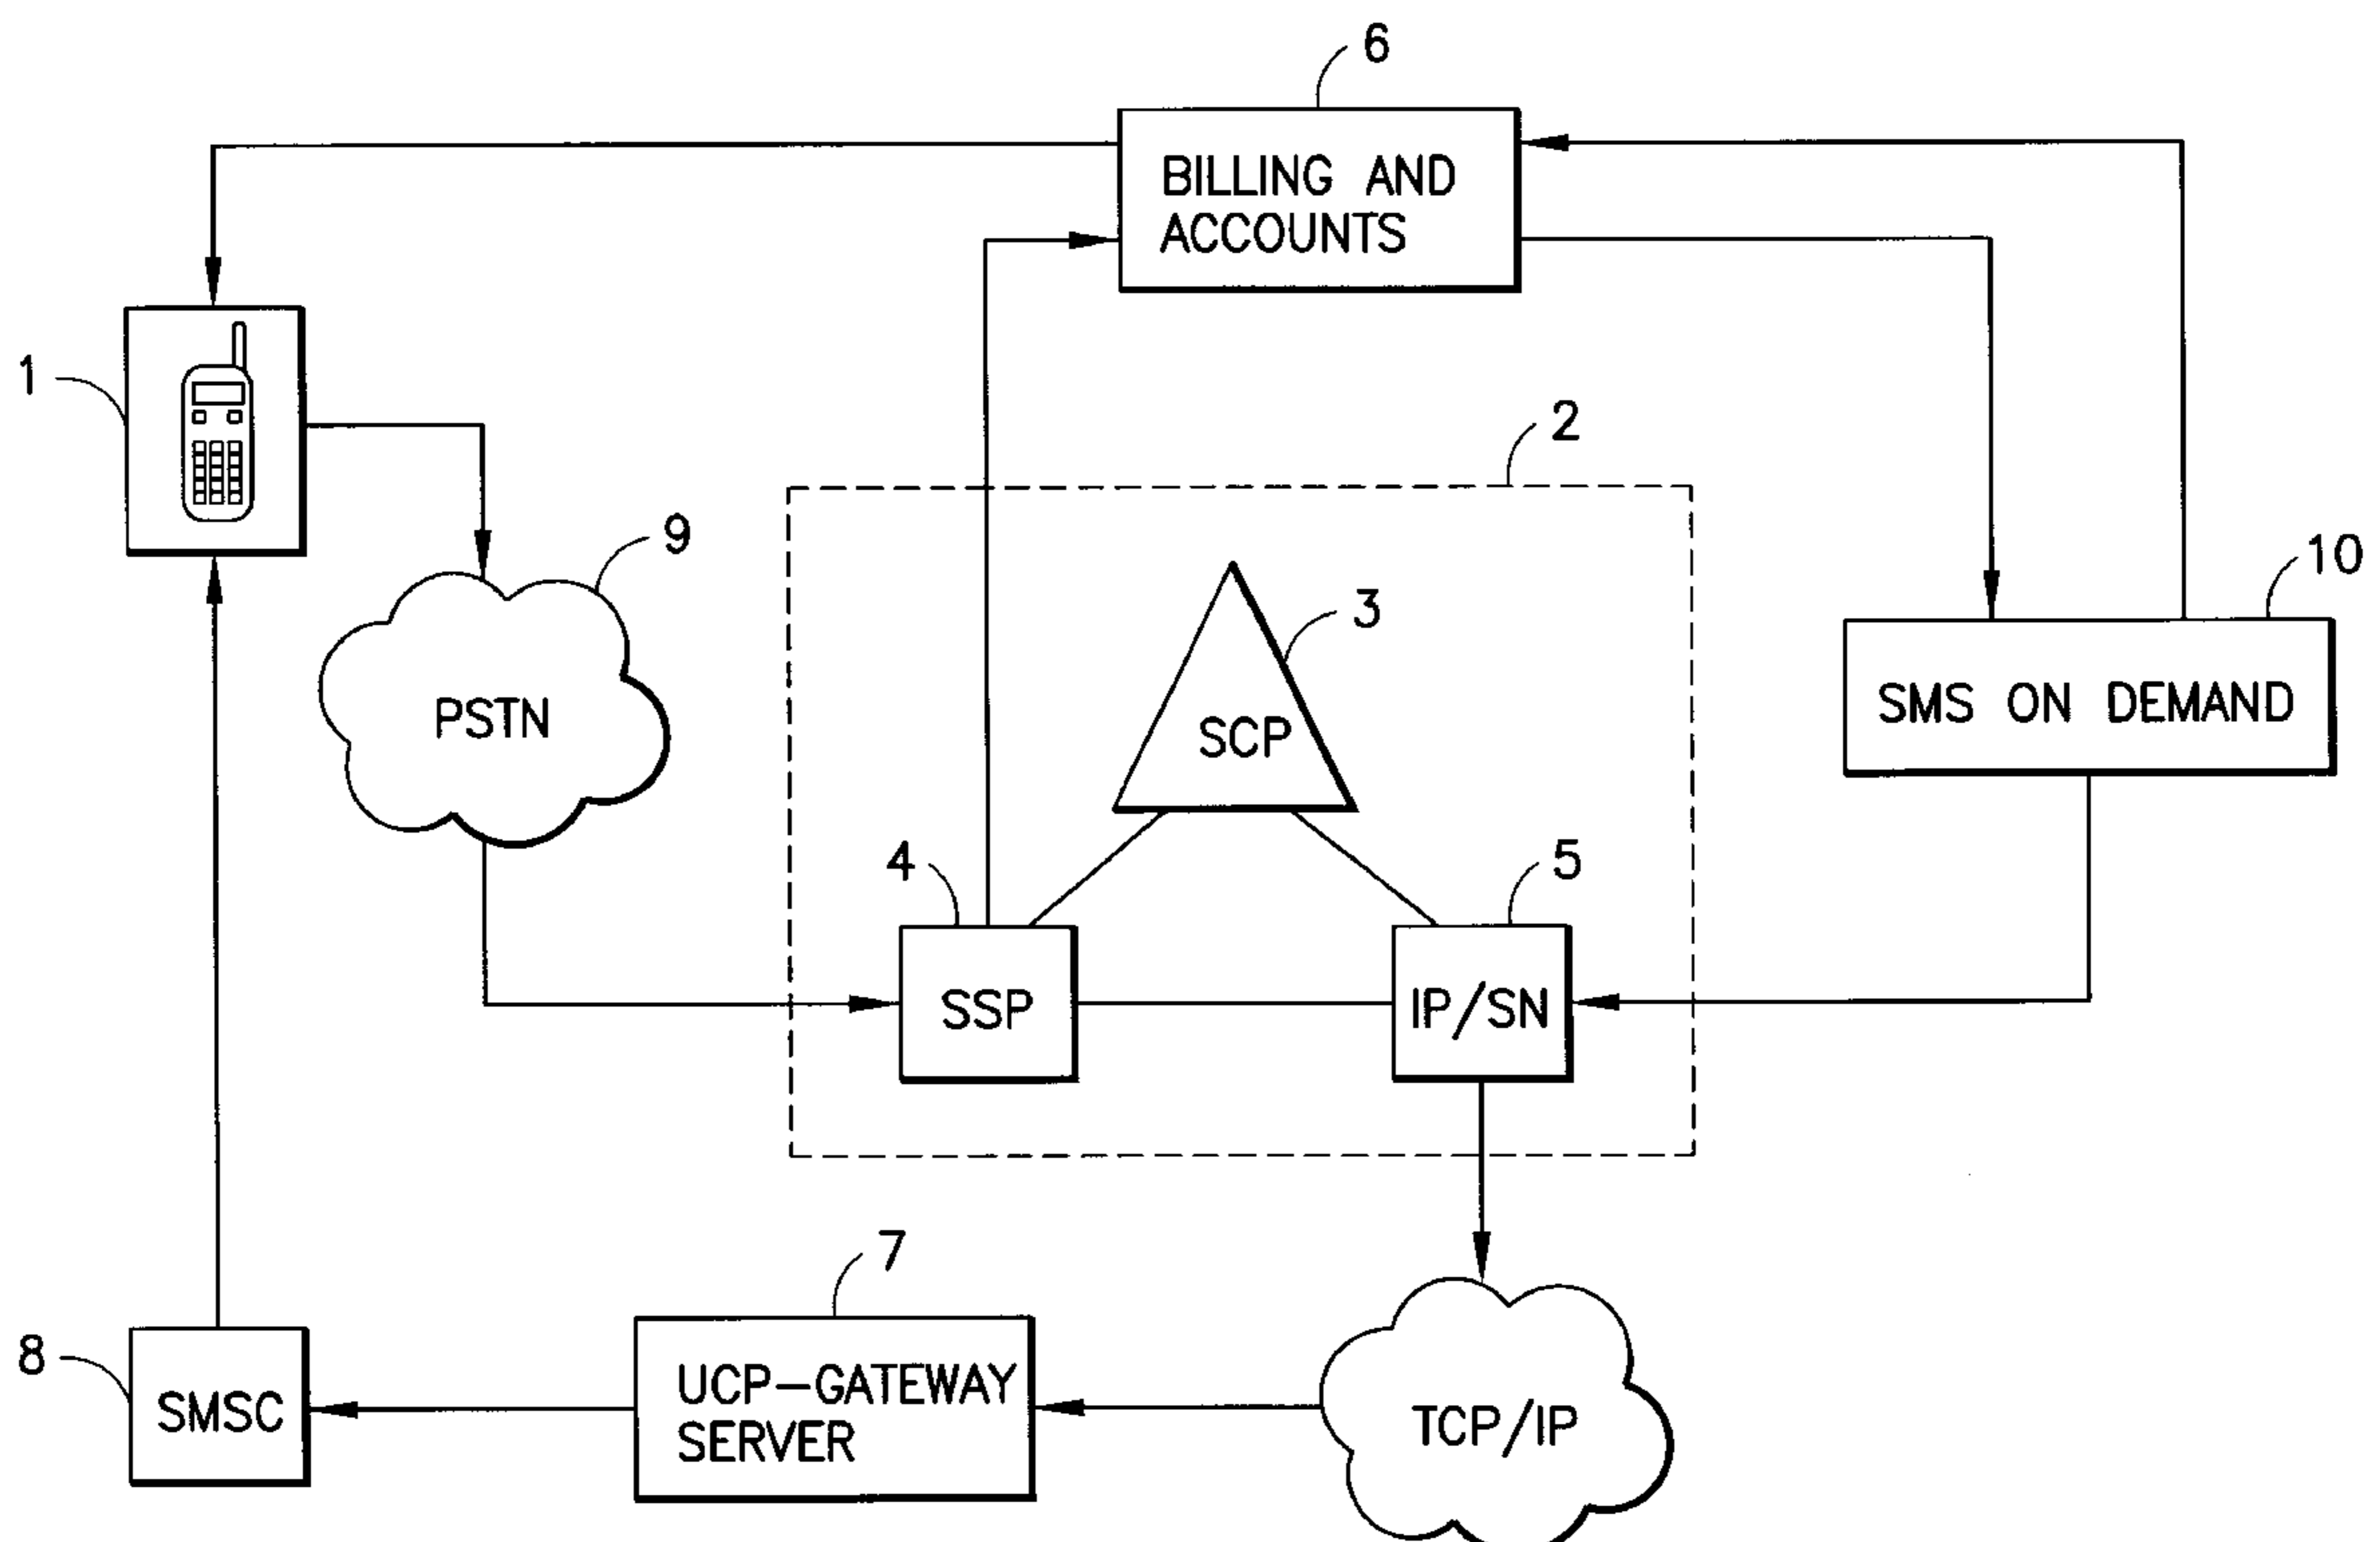 6
BILLING AND
ACCOUNTS
1
2
9
10
3
PSTN
SCP
SMS ON DEMAND
4
5
SSP
IP/SN
7
8
UCP-GATEWAY
SERVER
SMSC
TCP/IP